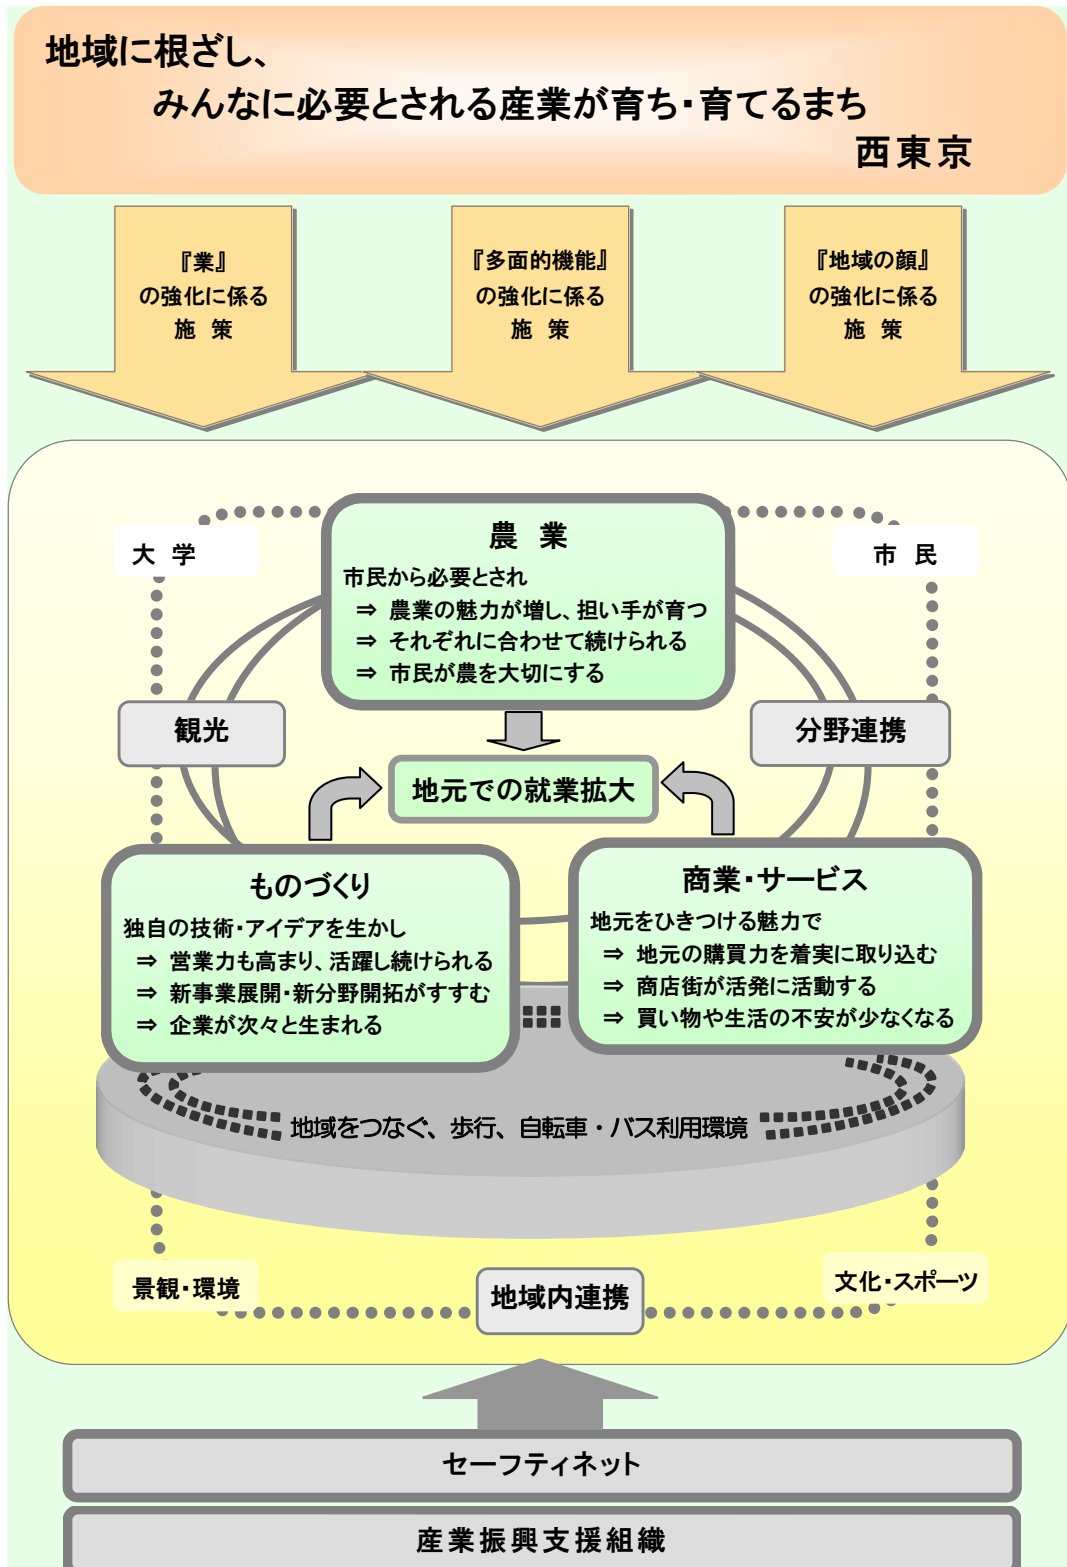 地域に根ざし、
みんなに必要とされる産業が育ち・育てるまち
西東京
『業』
の強化に係る
施 策
『多面的機能』
の強化に係る
施 策
『地域の顔』
の強化に係る
施 策
大 学
市 民
農 業
市民から必要とされ
⇒ 農業の魅力が増し、担い手が育つ
⇒ それぞれに合わせて続けられる
⇒ 市民が農を大切にする
観光
分野連携
地元での就業拡大
ものづくり
独自の技術・アイデアを生かし
⇒ 営業力も高まり、活躍し続けられる
⇒ 新事業展開・新分野開拓がすすむ
⇒ 企業が次々と生まれる
商業・サービス
地元をひきつける魅力で
⇒ 地元の購買力を着実に取り込む
⇒ 商店街が活発に活動する
⇒ 買い物や生活の不安が少なくなる
地域をつなぐ、歩行、自転車・バス利用環境
景観・環境
地域内連携
文化・スポーツ
セーフティネット
産業振興支援組織